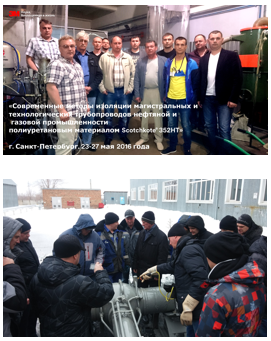 «Современные методы изоляции магистральных и
технологический трубопроводов нефтяной и
газовой промышленности
полиуретановым материалом Scotchkote 352HT»
г. Санкт-Петербург, 23-27 мая 2016 года